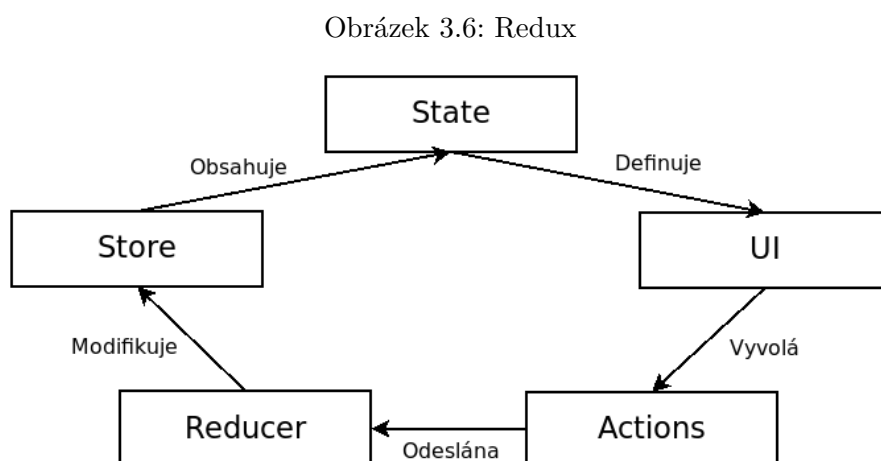 Obrázek 3.6: Redux
State
Obsahuje
Definuje
Store
UI
Modifikuje
Vyvolá
Reducer
Actions
Odeslána